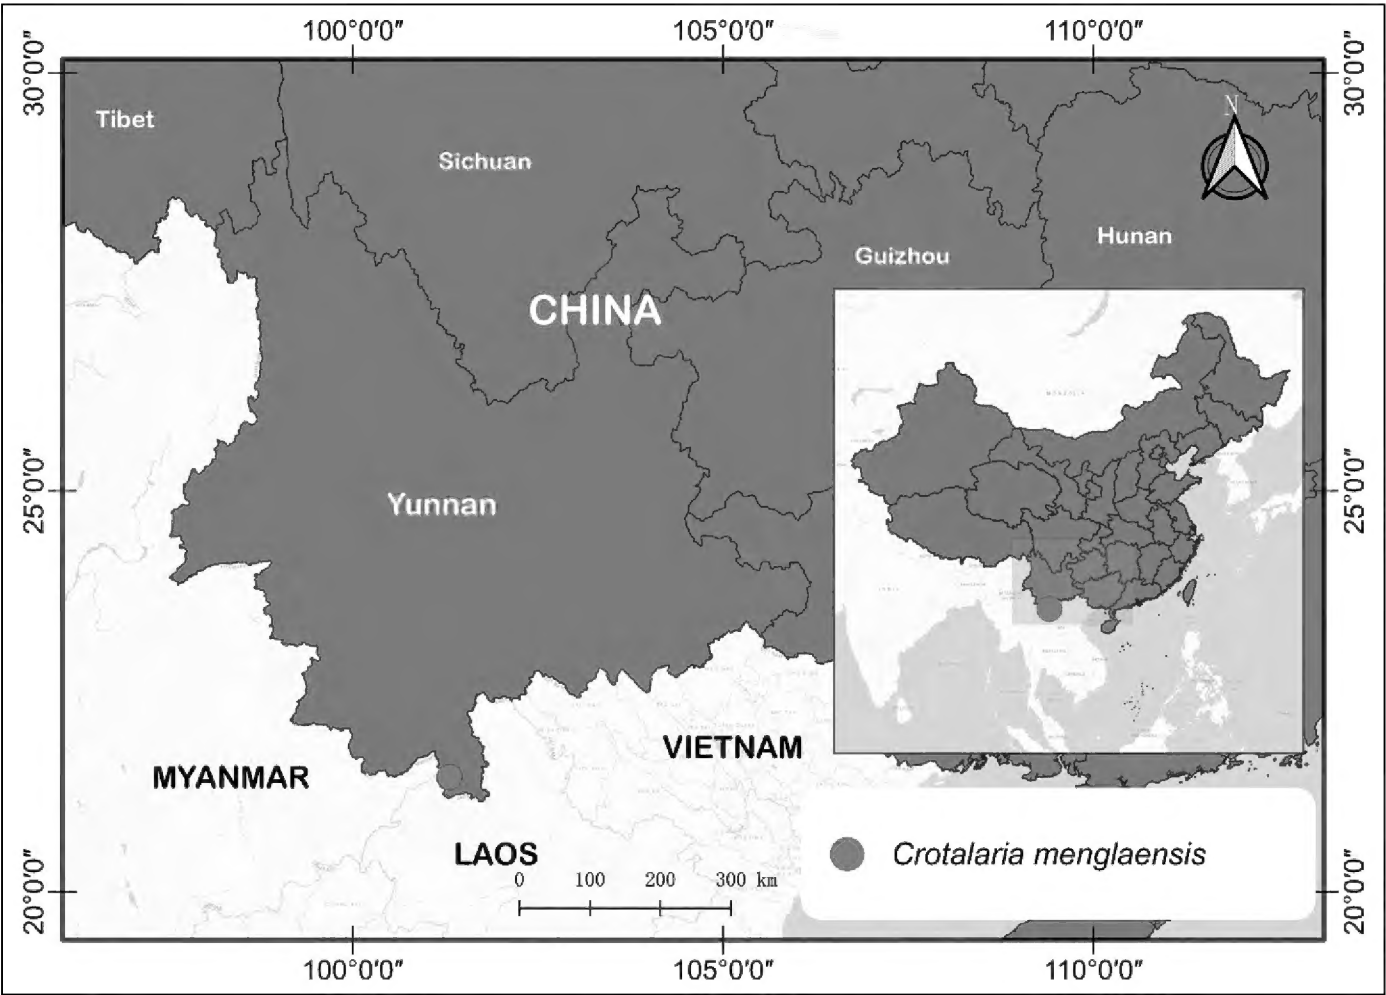 100°0′0″ 105°0′0″ 110°0′0″
30°0′0″ 30°0′0″
N
Tibet
Sichuan
Hunan
Guizhou
CHINA
25°0′0″ 25°0′0″
Yunnan
VIETNAM
MYANMAR
LAOS
Crotalaria menglaensis
0 100 200 300 km
20°0′0″ 20°0′0″
100°0′0″ 105°0′0″ 110°0′0″